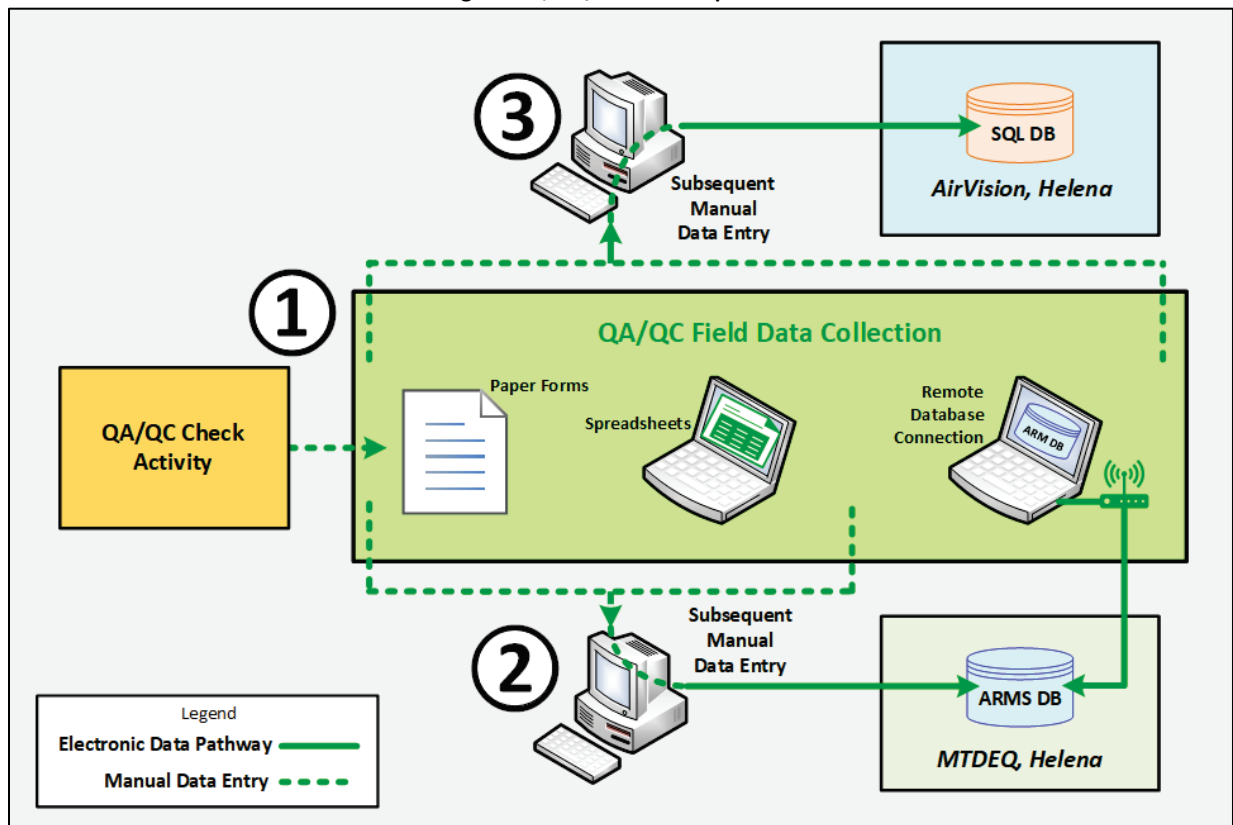 3
Subsequent
Manual
Data Entry
SQL DB
AirVision, Helena
1
QA/QC Field Data Collection
QA/QC Check
Activity
Paper Forms
Spreadsheets
Remote
Database
Connection
ARM DB
2
Subsequent
Manual
Data Entry
ARMS DB
MTDEQ, Helena
Legend
Electronic Data Pathway
Manual Data Entry